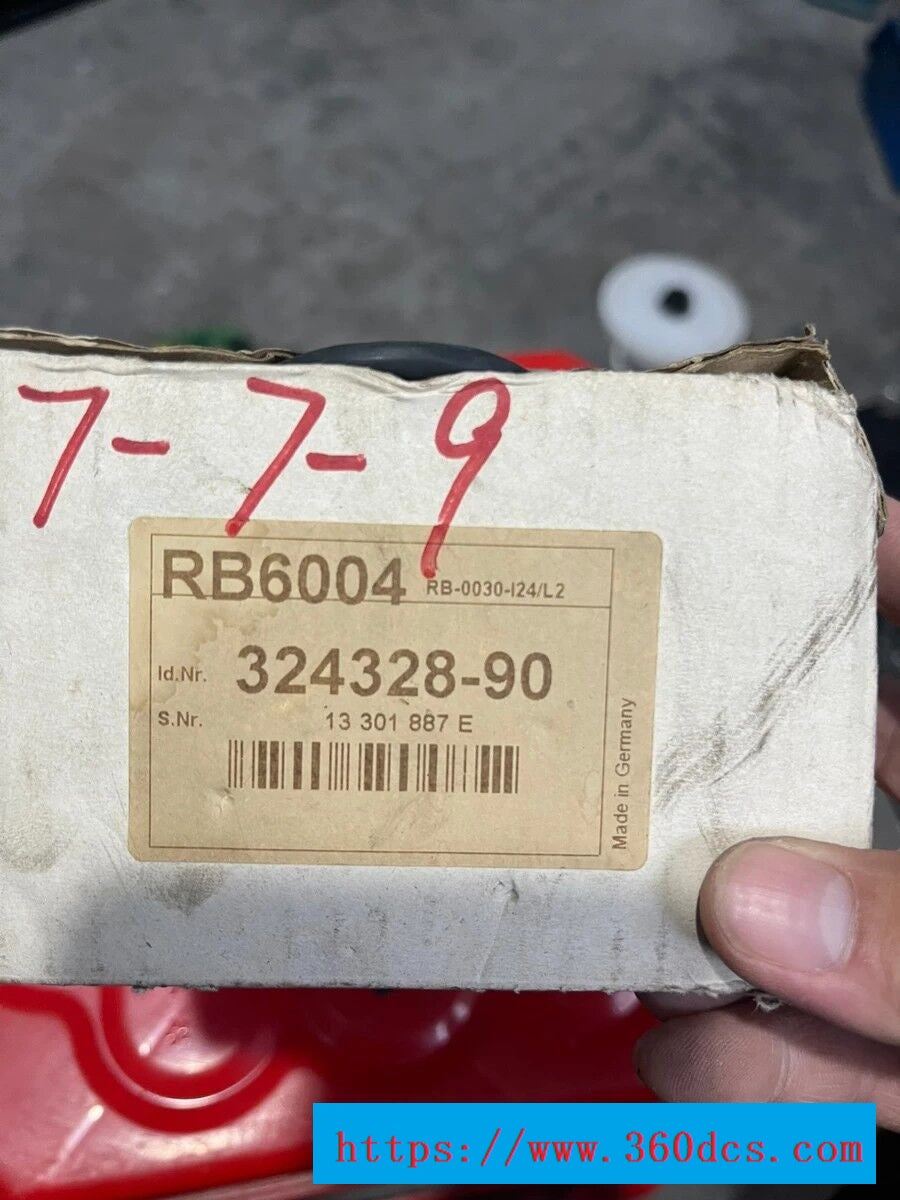 7-7-9
RB6004 RB-0030-I24/L2
Id.Nr. 324328-90
S.Nr. 13 301 887 E
Made in Germany
https://www.360dcs.com